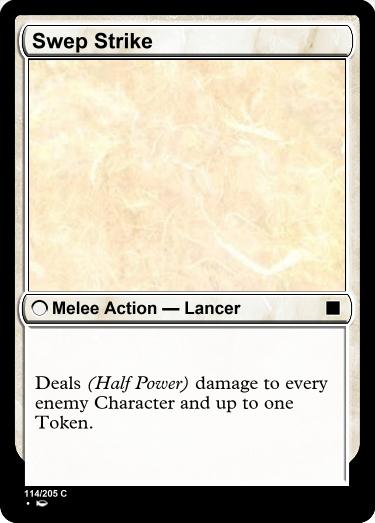 Swep Strike
Melee Action — Lancer
Deals (Half Power) damage to every
enemy Character and up to one
Token.
114/205 C